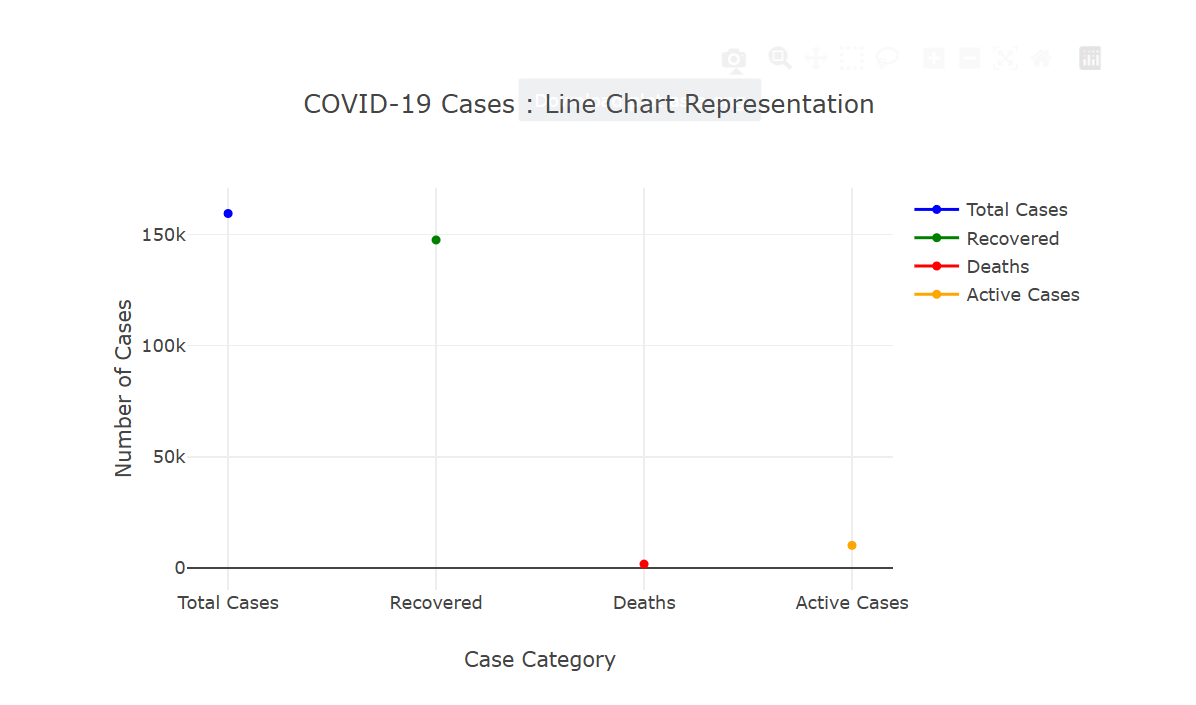 COVID-19 Cases : Line Chart Representation
Total Cases
Recovered
Deaths
Active Cases
150k
100k
50k
0
Number of Cases
Total Cases
Recovered
Deaths
Active Cases
Case Category